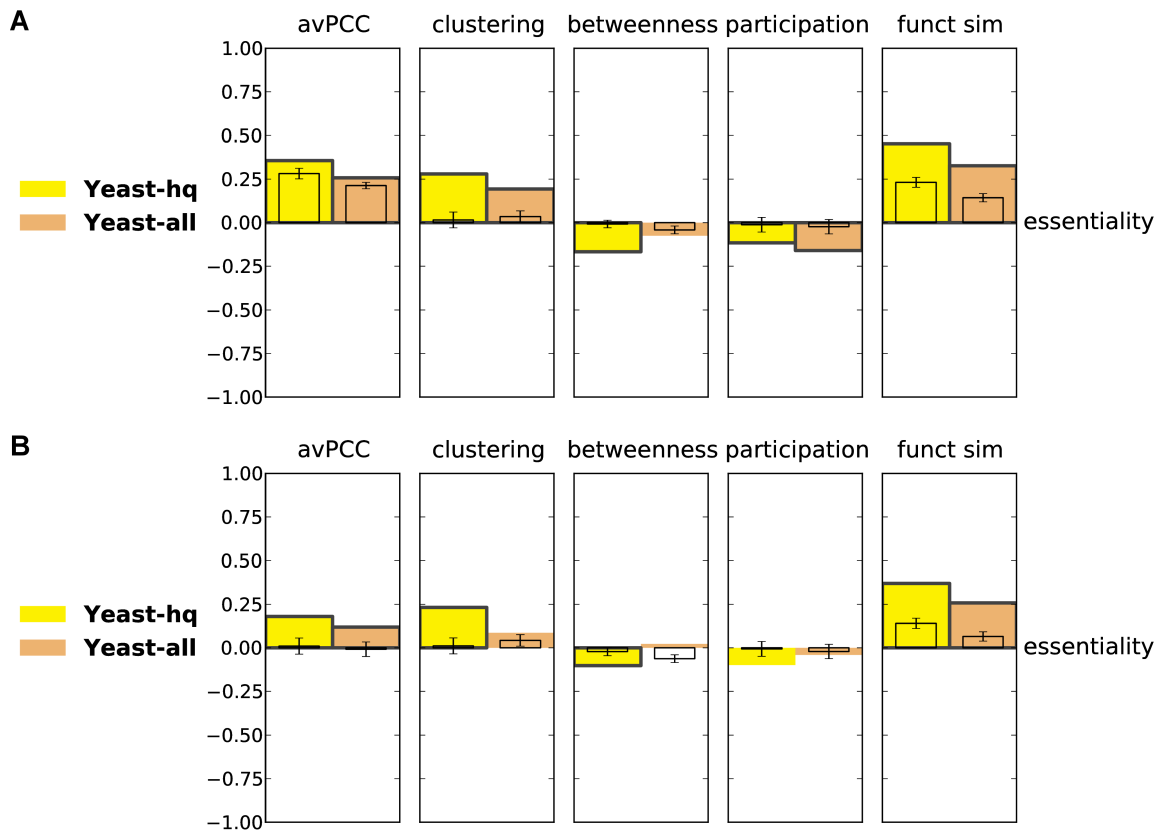 A
avPCC clustering betweenness participation funct sim
1.00
0.75
0.50
0.25
0.00
−0.25
−0.50
−0.75
−1.00
Yeast-hq
Yeast-all
essentiality
B
avPCC clustering betweenness participation funct sim
1.00
0.75
0.50
0.25
0.00
−0.25
−0.50
−0.75
−1.00
Yeast-hq
Yeast-all
essentiality